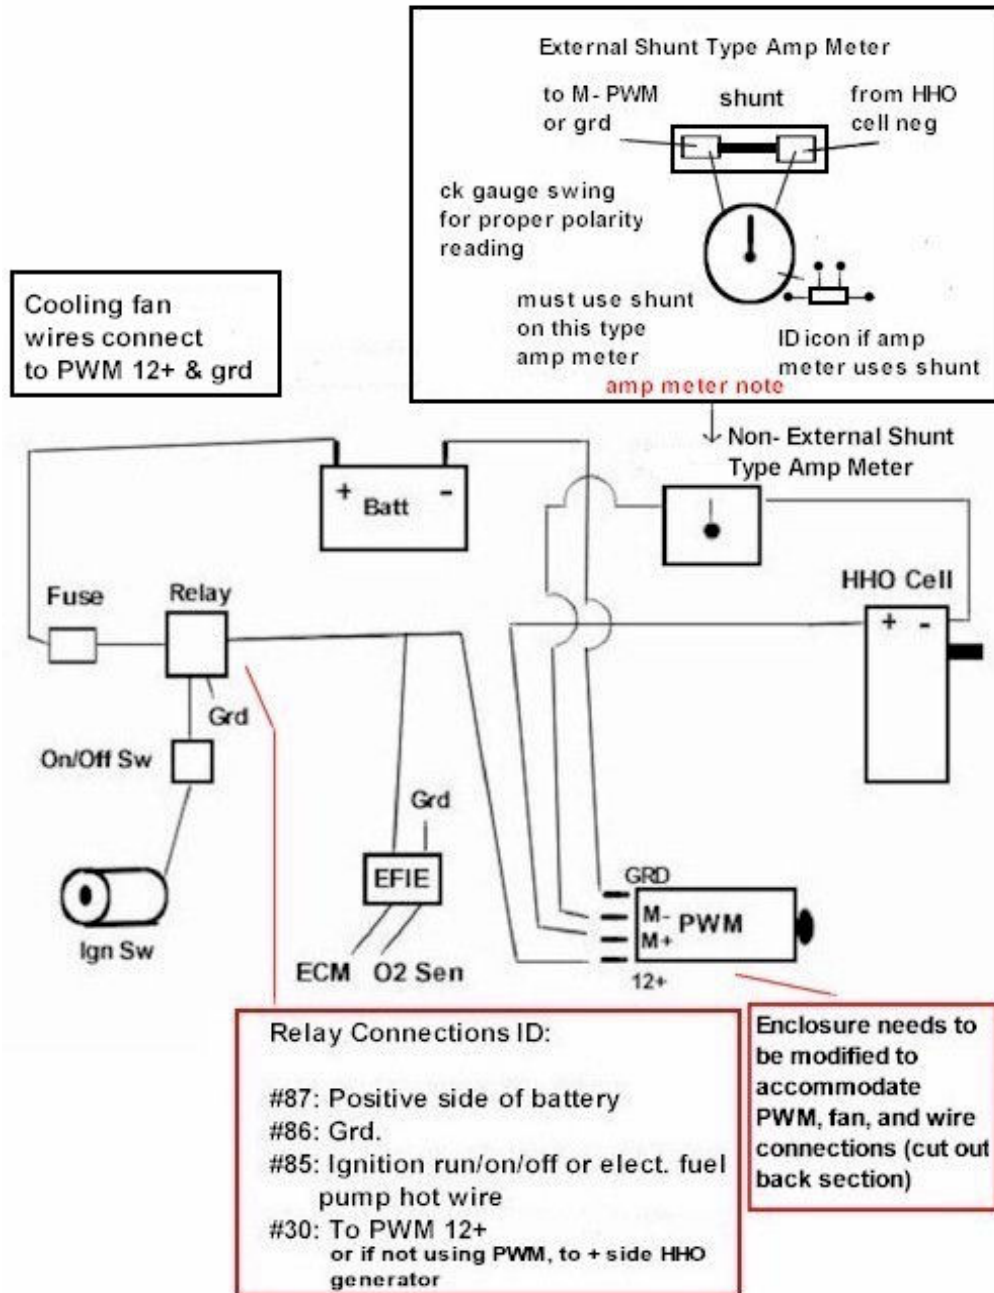 External Shunt Type Amp Meter
to M- PWM
or grd
shunt
from HHO
cell neg
ck gauge swing
for proper polarity
reading
must use shunt
on this type
amp meter
ID icon if amp
meter uses shunt
amp meter note
Cooling fan
wires connect
to PWM 12+ & grd
Non- External Shunt
Type Amp Meter
+ Batt -
HHO Cell
+ -
Fuse
Relay
Grd
On/Off Sw
Ign Sw
Grd
EFIE
ECM
O2 Sen
GRD
M-
M+
PWM
12+
Relay Connections ID:
#87: Positive side of battery
#86: Grd.
#85: Ignition run/on/off or elect. fuel
pump hot wire
#30: To PWM 12+
or if not using PWM, to + side HHO
generator
Enclosure needs to
be modified to
accommodate
PWM, fan, and wire
connections (cut out
back section)